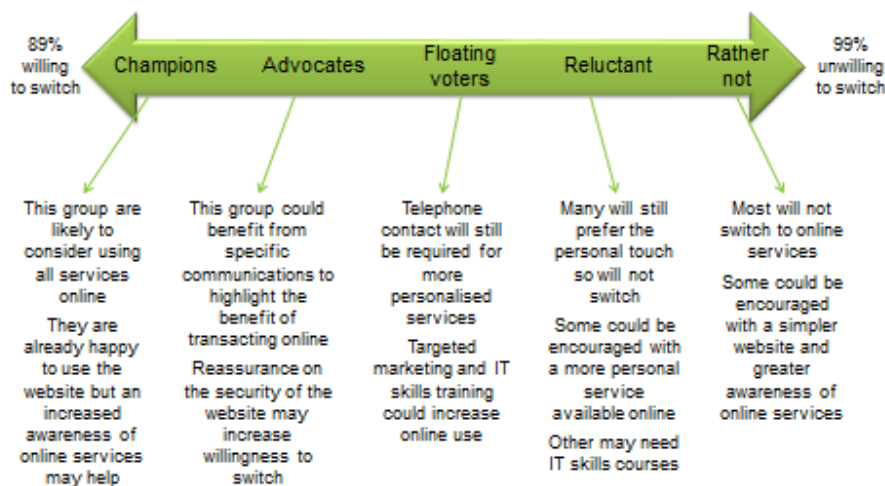 89%
willing
to switch
Champions
Advocates
Floating
voters
Reluctant
Rather
not
99%
unwilling
to switch
This group are
likely to
consider using
all services
online
They are
already happy
to use the
website but an
increased
awareness of
online services
may help
This group could
benefit from
specific
communications to
highlight the
benefit of
transacting online
Reassurance on
the security of the
website may
increase
willingness to
switch
Telephone
contact will still
be required for
more
personalised
services
Targeted
marketing and IT
skills training
could increase
online use
Many will still
prefer the
personal touch
so will not
switch
Some could be
encouraged with
a more personal
service
available online
Other may need
IT skills courses
Most will not
switch to online
services
Some could be
encouraged
with a simpler
website and
greater
awareness of
online services